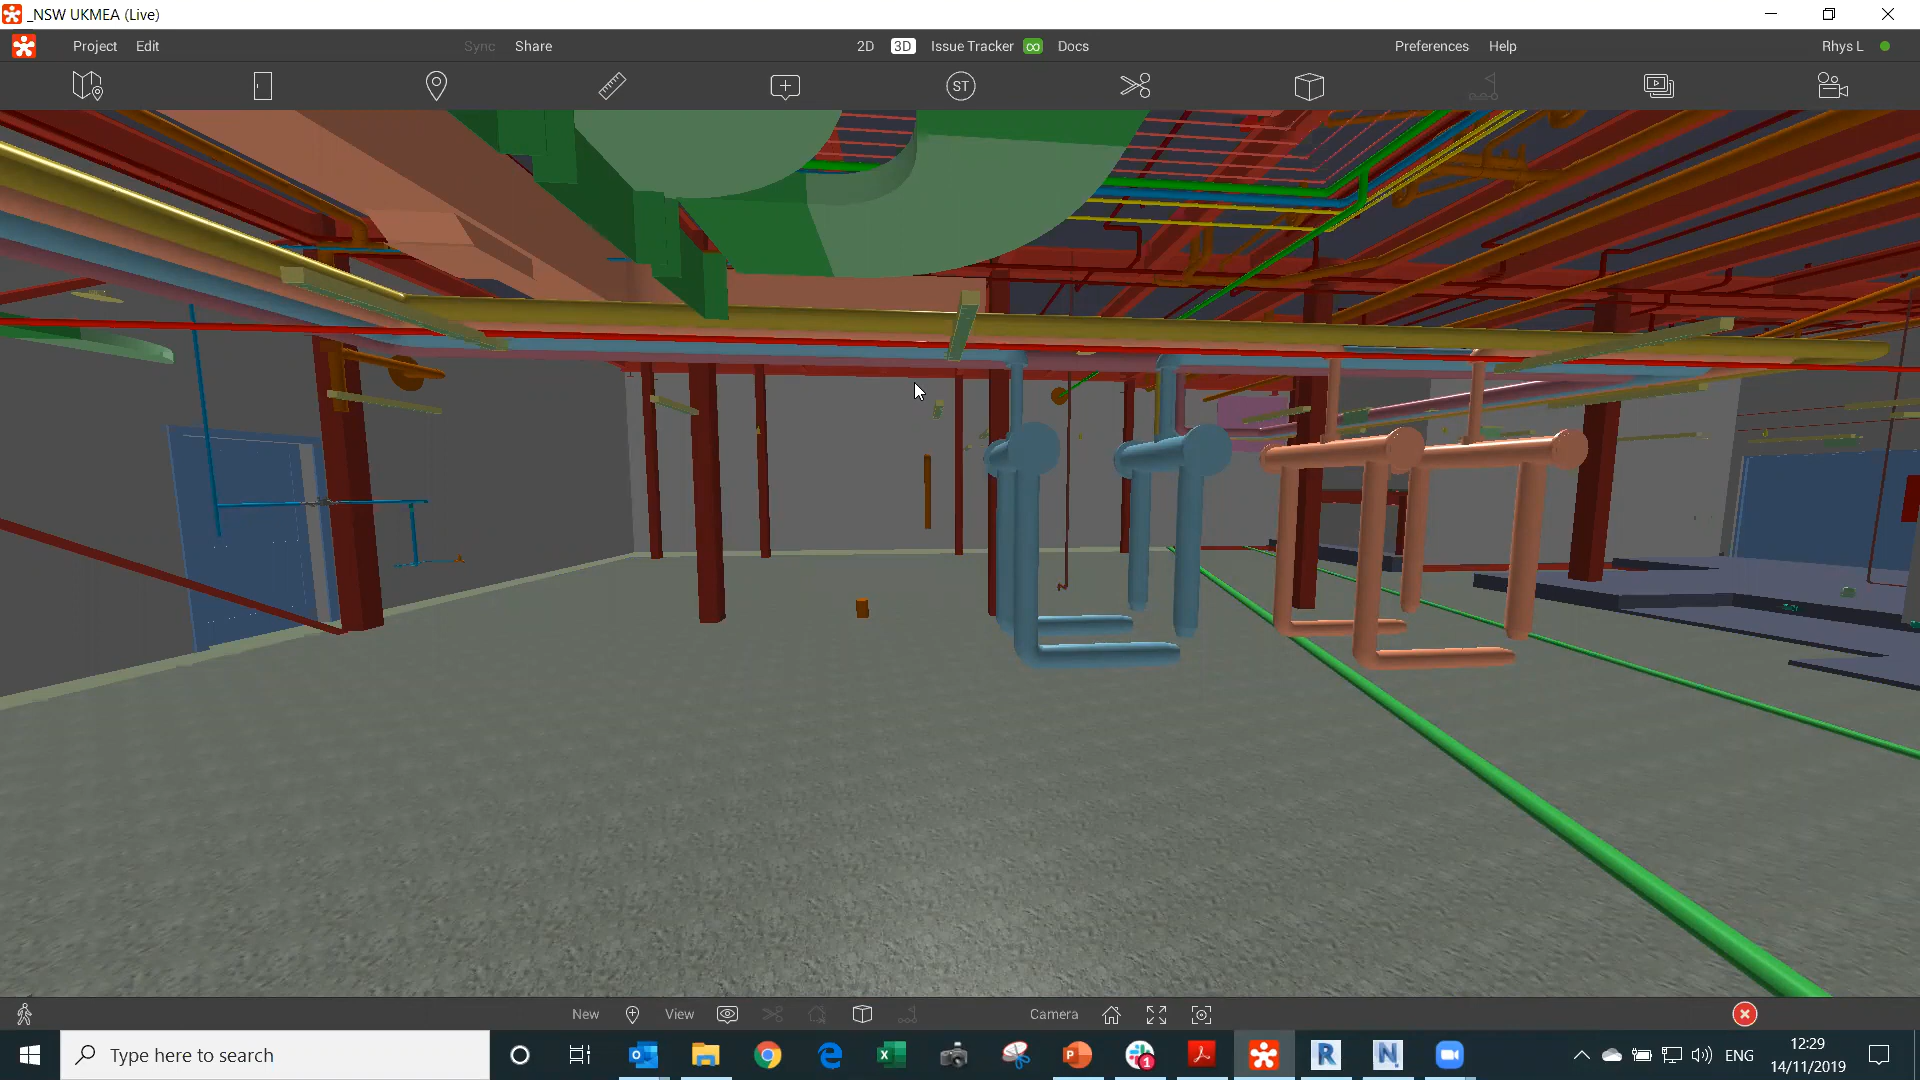 _NSW UKMEA (Live)
Project Edit Sync Share 2D 3D Issue Tracker Docs Preferences Help Rhys L
ST
New View Camera
Type here to search
P
1
R
N
ENG
12:29
14/11/2019